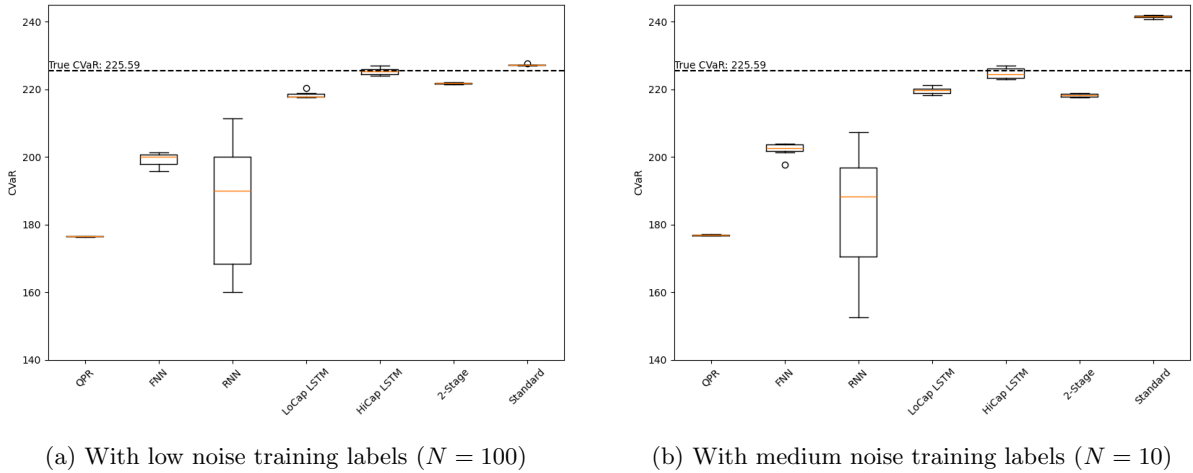 240
220
200
180
160
140
CVaR
True CVaR: 225.59
QPR
FNN
RNN
LoCap LSTM
HiCap LSTM
2-Stage
Standard
(a) With low noise training labels (N = 100)
240
220
200
180
160
140
CVaR
True CVaR: 225.59
QPR
FNN
RNN
LoCap LSTM
HiCap LSTM
2-Stage
Standard
(b) With medium noise training labels (N = 10)